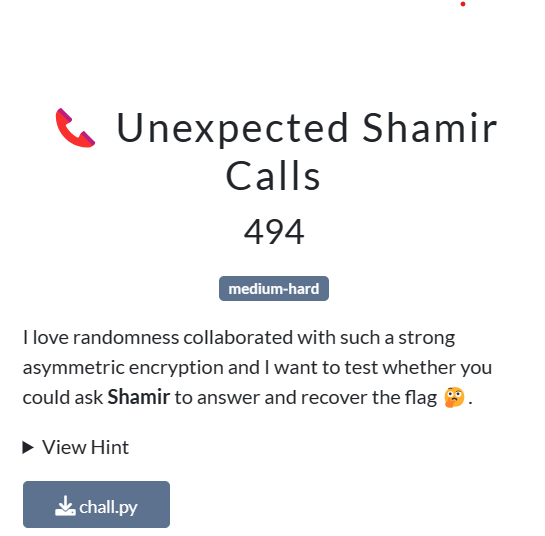 Unexpected Shamir
Calls
494
medium-hard
I love randomness collaborated with such a strong
asymmetric encryption and I want to test whether you
could ask Shamir to answer and recover the flag 🤔.
View Hint
chall.py